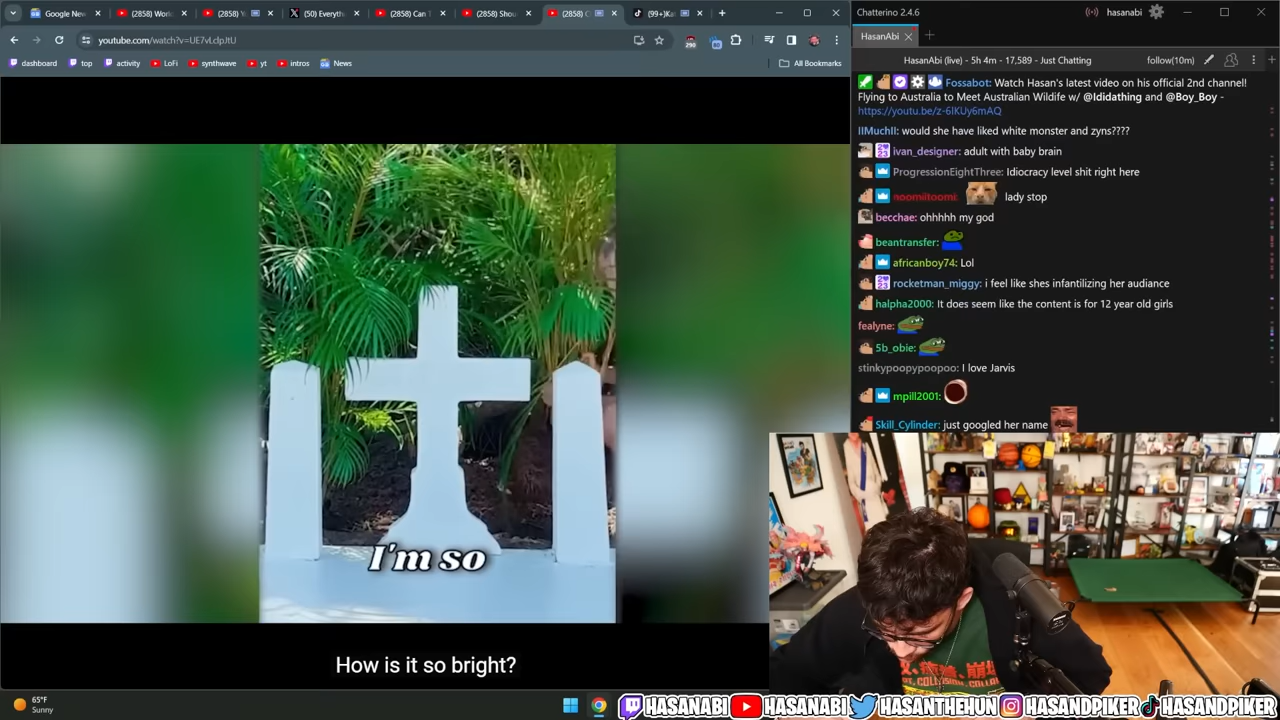 Google New
(2858) Work
(2858) Y
(50) Everyth
(2858) Can
(2858) Shou
(2858) C
(99+)Ka
youtube.com/watch?v=UE7vLclpJtU
290
dashboard
top
activity
LoFi
synthwave
yt
intros
News
All Bookmarks
Chatterino 2.4.6
hasanabi
HasanAbi
HasanAbi (live) - 5h 4m - 17,589 - Just Chatting
follow(10m)
Fossabot: Watch Hasan's latest video on his official 2nd channel!
Flying to Australia to Meet Australian Wildife w/ @Ididathing and @Boy_Boy -
https://youtu.be/z-6lKUy6mAQ
IIMuchII: would she have liked white monster and zyns????
ivan_designer: adult with baby brain
ProgressionEightThree: Idiocracy level shit right here
noomiitoomi: lady stop
becchae: ohhhhh my god
beantransfer:
africanboy74: Lol
rocketman_miggy: i feel like shes infantilizing her audience
halpha2000: It does seem like the content is for 12 year old girls
fealyne:
5b_obie:
stinkypoopypoopoo: I love Jarvis
mpill2001:
Skill_Cylinder: just googled her name
I'm so
How is it so bright?
65°F
Sunny
HASANABI
HASANABI
HASANTHEHUN
HASANDPIKER
HASANDPIKER